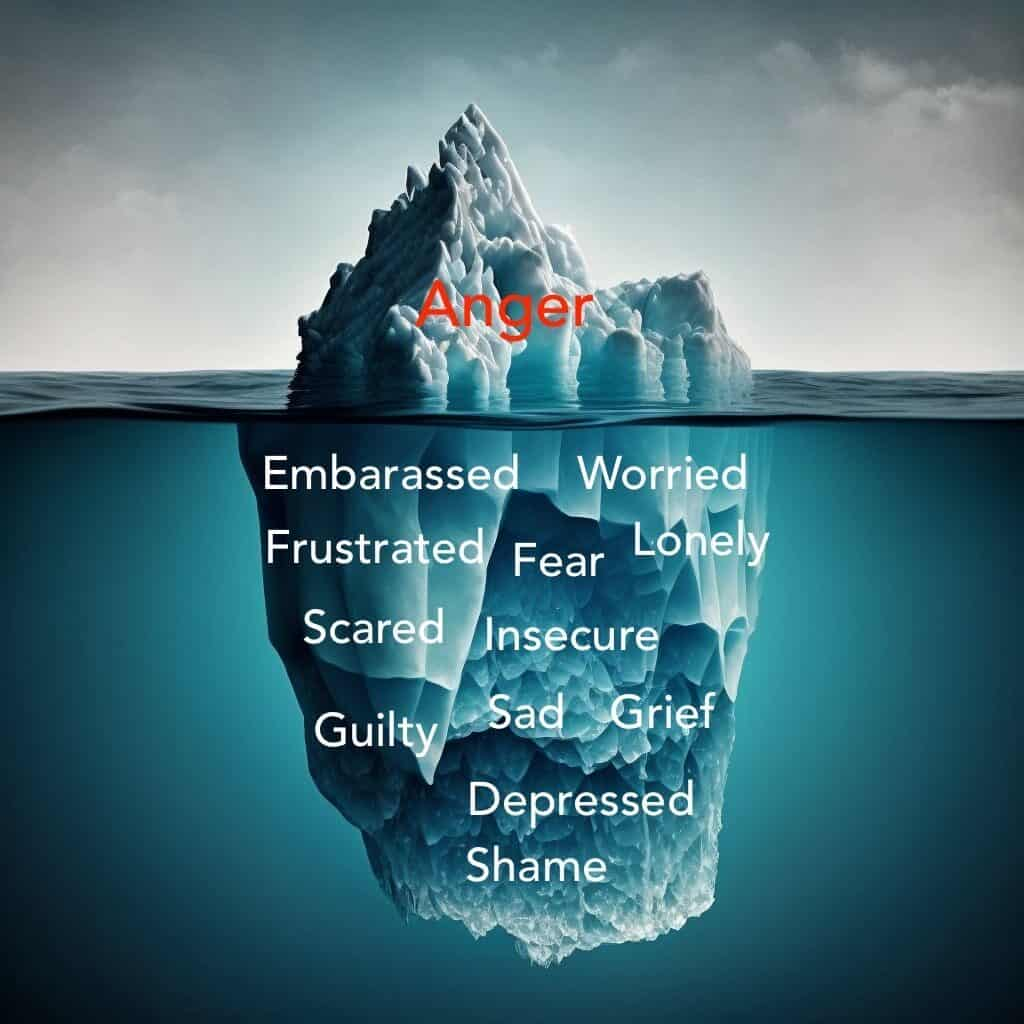 Anger
Embarassed Worried
Frustrated Fear Lonely
Scared Insecure
Guilty Sad Grief
Depressed
Shame